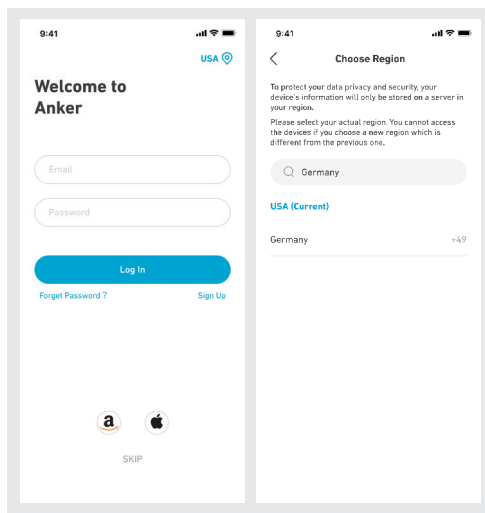 9:41
USA
Welcome to
Anker
Email
Password
Log In
Forget Password ?
Sign Up
a
SKIP
9:41
Choose Region
To protect your data privacy and security, your
device's information will only be stored on a server in
your region.
Please select your actual region. You cannot access
the devices if you choose a new region which is
different from the previous one.
Germany
USA (Current)
Germany
+49